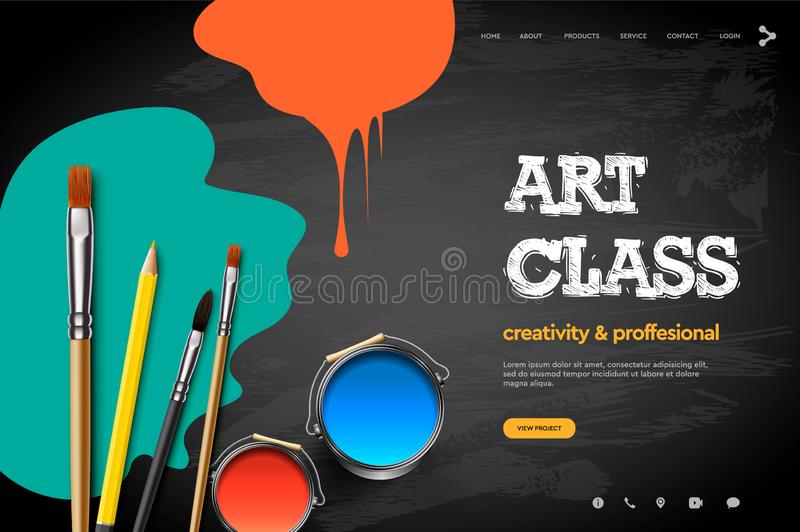 HOME ABOUT PRODUCTS SERVICE CONTACT LOGIN
ART
CLASS
dreamstime
creativity & proffesional
Lorem ipsum dolor sit amet, consectetur adipiscing elit,
sed do eiusmod tempor incididunt ut labore et dolore
magna aliqua.
VIEW PROJECT